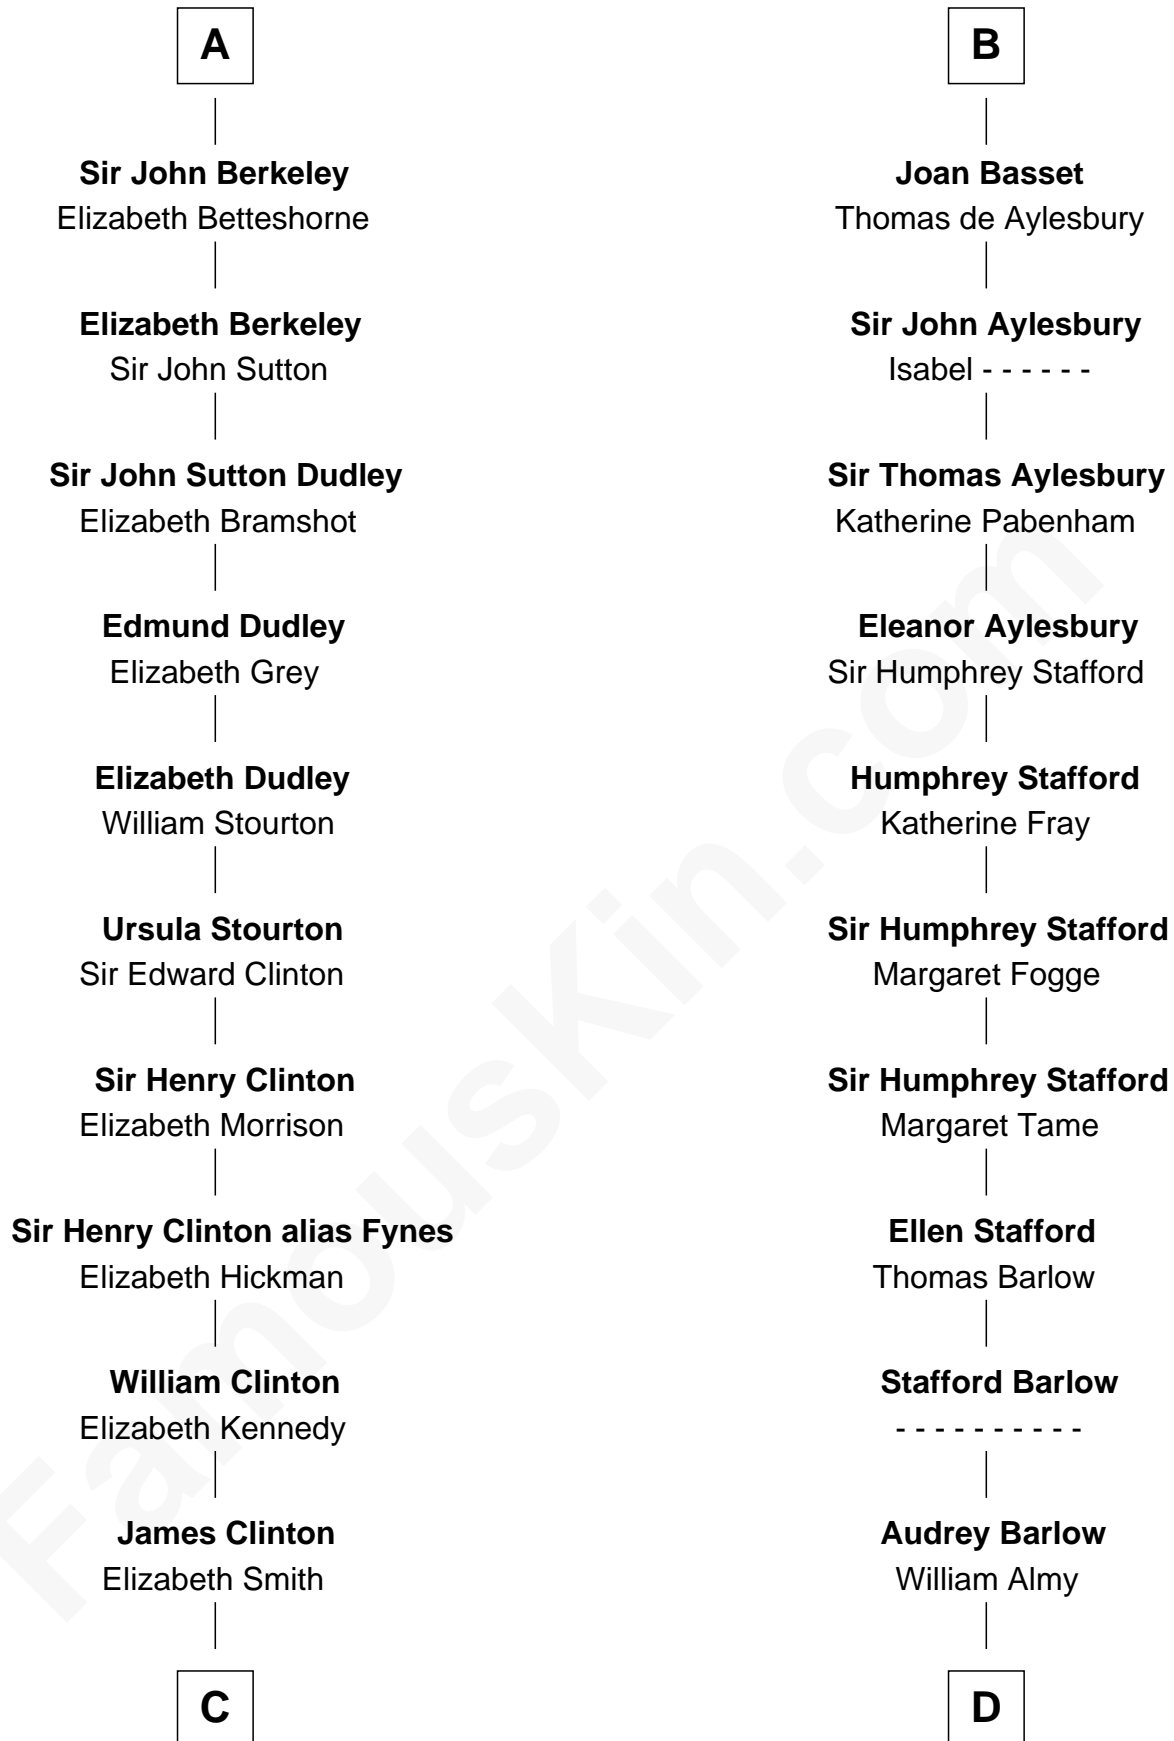 A
Sir John Berkeley
Elizabeth Betteshorne
Elizabeth Berkeley
Sir John Sutton
Sir John Sutton Dudley
Elizabeth Bramshot
Edmund Dudley
Elizabeth Grey
Elizabeth Dudley
William Stourton
Ursula Stourton
Sir Edward Clinton
Sir Henry Clinton
Elizabeth Morrison
Sir Henry Clinton alias Fynes
Elizabeth Hickman
William Clinton
Elizabeth Kennedy
James Clinton
Elizabeth Smith
C
B
Joan Basset
Thomas de Aylesbury
Sir John Aylesbury
Isabel - - - - - -
Sir Thomas Aylesbury
Katherine Pabenham
Eleanor Aylesbury
Sir Humphrey Stafford
Humphrey Stafford
Katherine Fray
Sir Humphrey Stafford
Margaret Fogge
Sir Humphrey Stafford
Margaret Tame
Ellen Stafford
Thomas Barlow
Stafford Barlow
- - - - - - - - - -
Audrey Barlow
William Almy
D
FamousKin.com